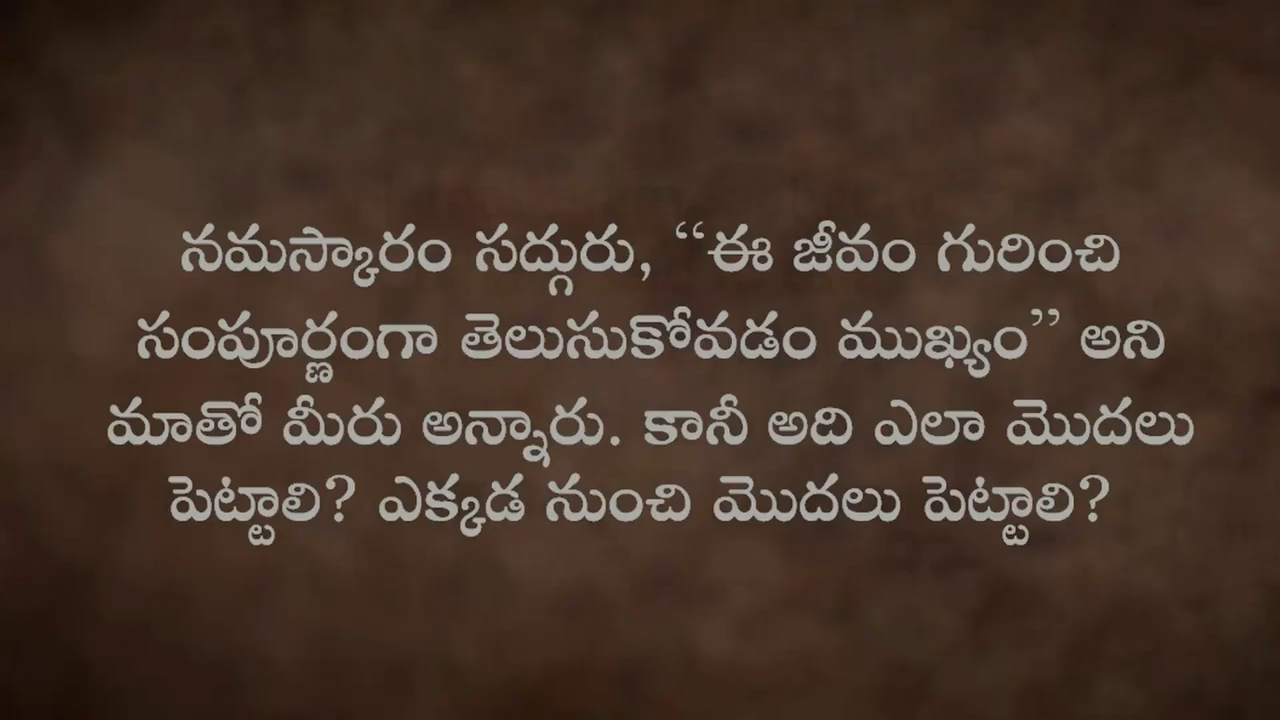 నమస్కారం సద్గురు, “ఈ జీవం గురించి
సంపూర్ణంగా తెలుసుకోవడం ముఖ్యం” అని
మాతో మీరు అన్నారు. కానీ అది ఎలా మొదలు
పెట్టాలి? ఎక్కడ నుంచి మొదలు పెట్టాలి?